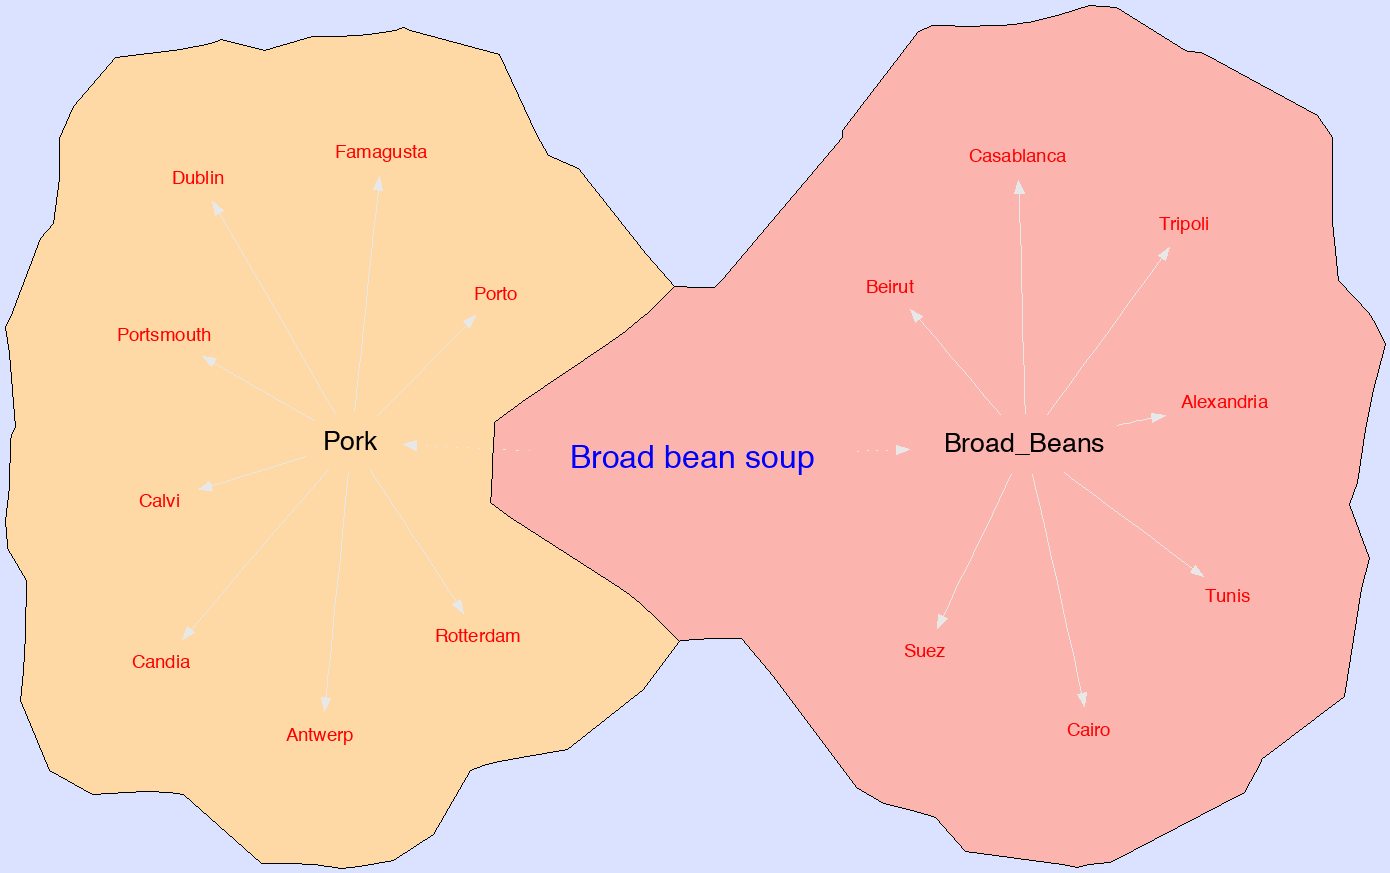 Famagusta
Dublin
Porto
Portsmouth
Pork
Calvi
Candia
Rotterdam
Antwerp
Broad bean soup
Casablanca
Tripoli
Beirut
Alexandria
Broad_Beans
Tunis
Suez
Cairo